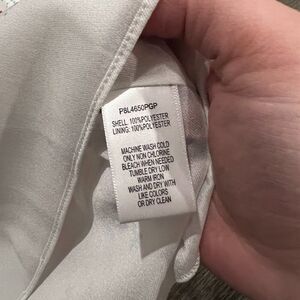 P8L4650PGP
SHELL: 100%POLYESTER
LINING: 100%POLYESTER
MACHINE WASH COLD
ONLY NON CHLORINE
BLEACH WHEN NEEDED
TUMBLE DRY LOW
WARM IRON
WASH AND DRY WITH
LIKE COLORS
OR DRY CLEAN